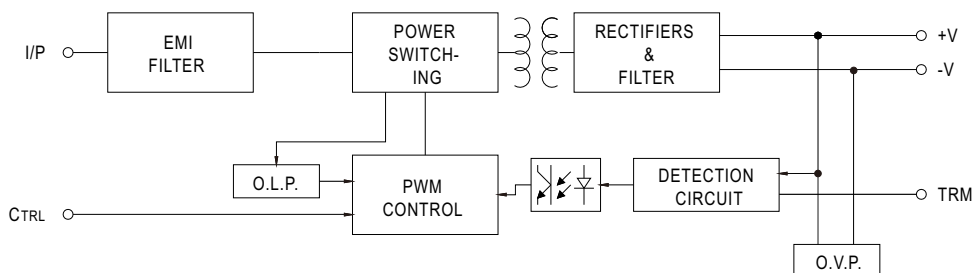 I/P
EMI
FILTER
POWER
SWITCH-
ING
RECTIFIERS
&
FILTER
+V
-V
O.L.P.
PWM
CONTROL
DETECTION
CIRCUIT
TRM
CTRL
O.V.P.